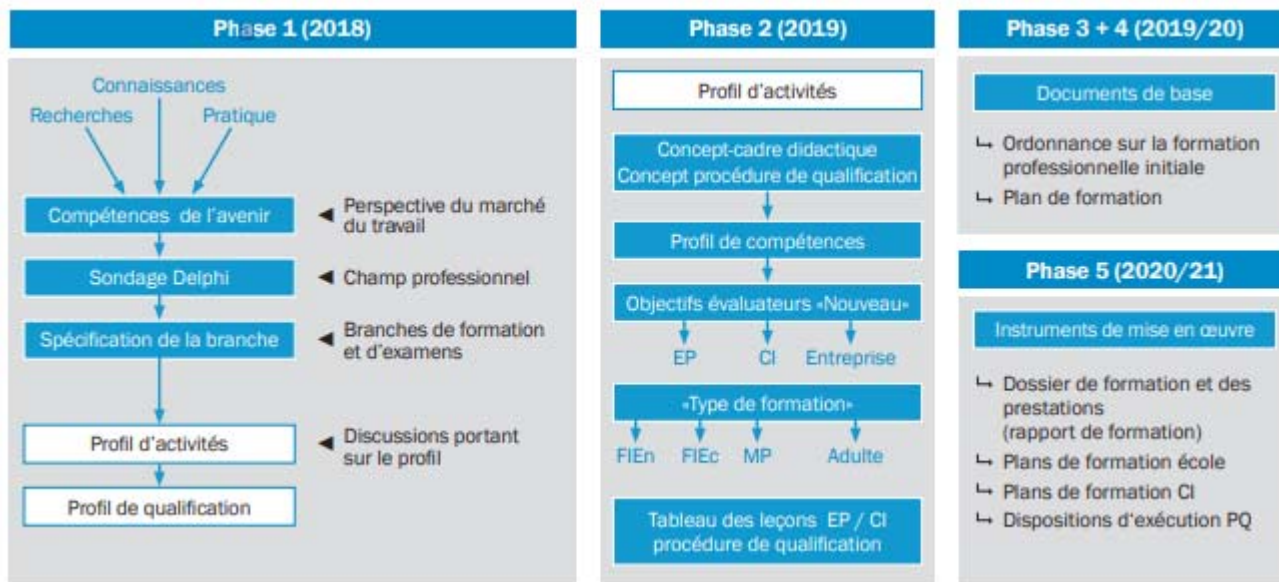 Phase 1 (2018)
Connaissances
Recherches
Pratique
Compétences de l'avenir
Perspective du marché
du travail
Sondage Delphi
Champ professionnel
Spécification de la branche
Branches de formation
et d'examens
Profil d'activités
Discussions portant
sur le profil
Profil de qualification
Phase 2 (2019)
Profil d'activités
Concept-cadre didactique
Concept procédure de qualification
Profil de compétences
Objectifs évaluateurs «Nouveau»
EP
CI
Entreprise
«Type de formation»
FIEn
FIEc
MP
Adulte
Tableau des leçons EP / CI
procédure de qualification
Phase 3 + 4 (2019/20)
Documents de base
Ordonnance sur la formation
professionnelle initiale
Plan de formation
Phase 5 (2020/21)
Instruments de mise en œuvre
Dossier de formation et des
prestations
(rapport de formation)
Plans de formation école
Plans de formation CI
Dispositions d'exécution PQ